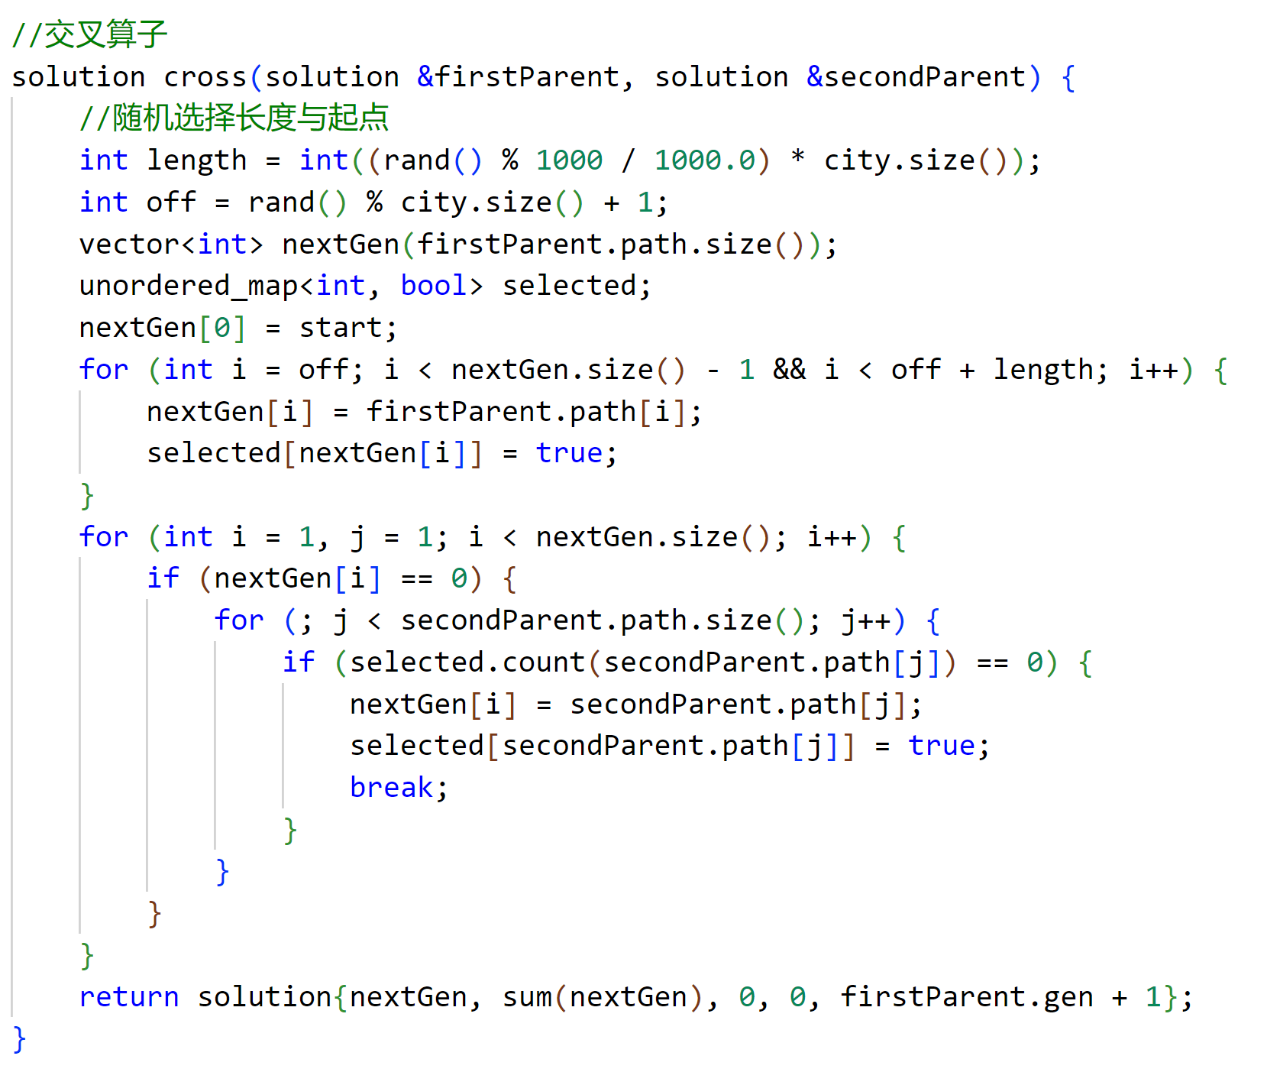 //交叉算子
solution cross(solution &firstParent, solution &secondParent) {
    //随机选择长度与起点
    int length = int((rand() % 1000 / 1000.0) * city.size());
    int off = rand() % city.size() + 1;
    vector<int> nextGen(firstParent.path.size());
    unordered_map<int, bool> selected;
    nextGen[0] = start;
    for (int i = off; i < nextGen.size() - 1 && i < off + length; i++) {
        nextGen[i] = firstParent.path[i];
        selected[nextGen[i]] = true;
    }
    for (int i = 1, j = 1; i < nextGen.size(); i++) {
        if (nextGen[i] == 0) {
            for (; j < secondParent.path.size(); j++) {
                if (selected.count(secondParent.path[j]) == 0) {
                    nextGen[i] = secondParent.path[j];
                    selected[secondParent.path[j]] = true;
                    break;
                }
            }
        }
    }
    return solution{nextGen, sum(nextGen), 0, 0, firstParent.gen + 1};
}